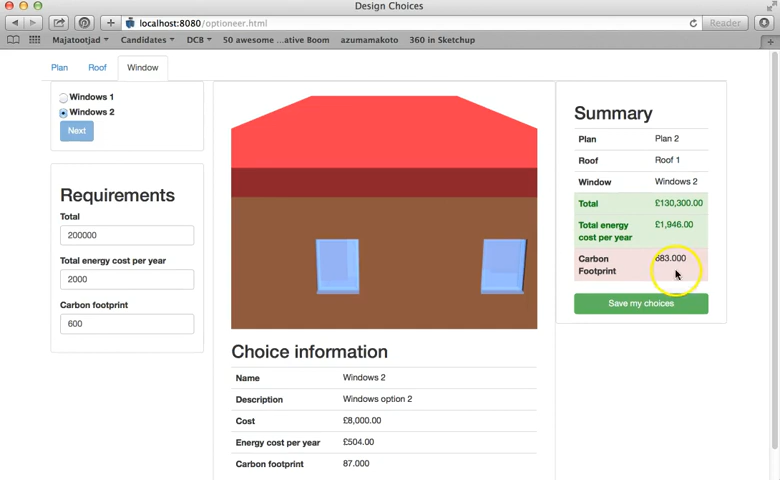 Design Choices
localhost:8080/optioneer.html
Reader
Majatootjad
Candidates
DCB
50 awesome ...ative Boom
azumamakoto
360 in Sketchup
Plan
Roof
Window
Windows 1
Windows 2
Next
Requirements
Total
200000
Total energy cost per year
2000
Carbon footprint
600
Choice information
Name Windows 2
Description Windows option 2
Cost £8,000.00
Energy cost per year £504.00
Carbon footprint 87.000
Summary
Plan Plan 2
Roof Roof 1
Window Windows 2
Total £130,300.00
Total energy £1,946.00
cost per year
Carbon 683.000
Footprint
Save my choices